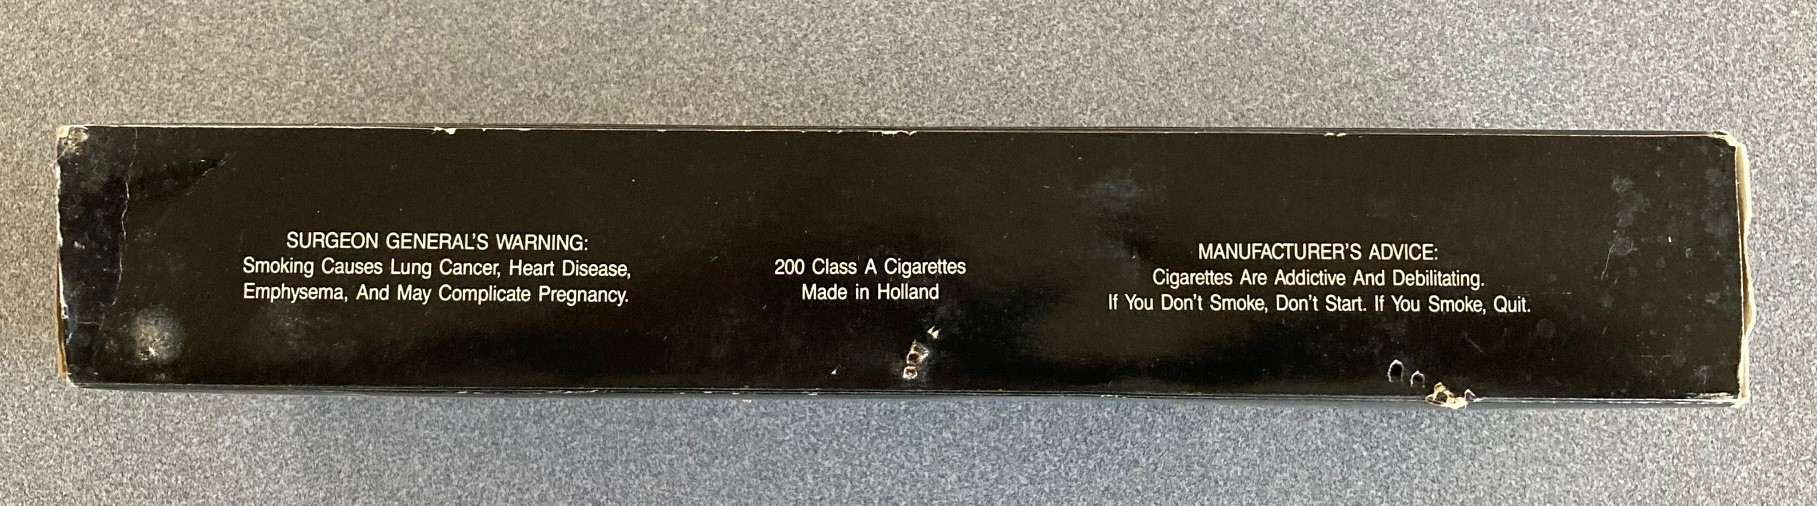 SURGEON GENERAL'S WARNING:
Smoking Causes Lung Cancer, Heart Disease,
Emphysema, And May Complicate Pregnancy.
200 Class A Cigarettes
Made in Holland
MANUFACTURER'S ADVICE:
Cigarettes Are Addictive And Debilitating.
If You Don't Smoke, Don't Start. If You Smoke, Quit.